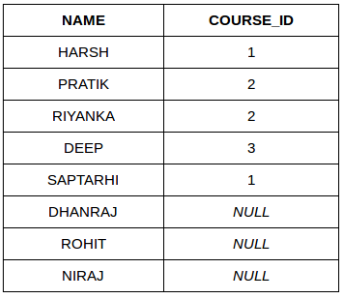 NAME COURSE_ID
HARSH 1
PRATIK 2
RIYANKA 2
DEEP 3
SAPTARHI 1
DHANRAJ NULL
ROHIT NULL
NIRAJ NULL